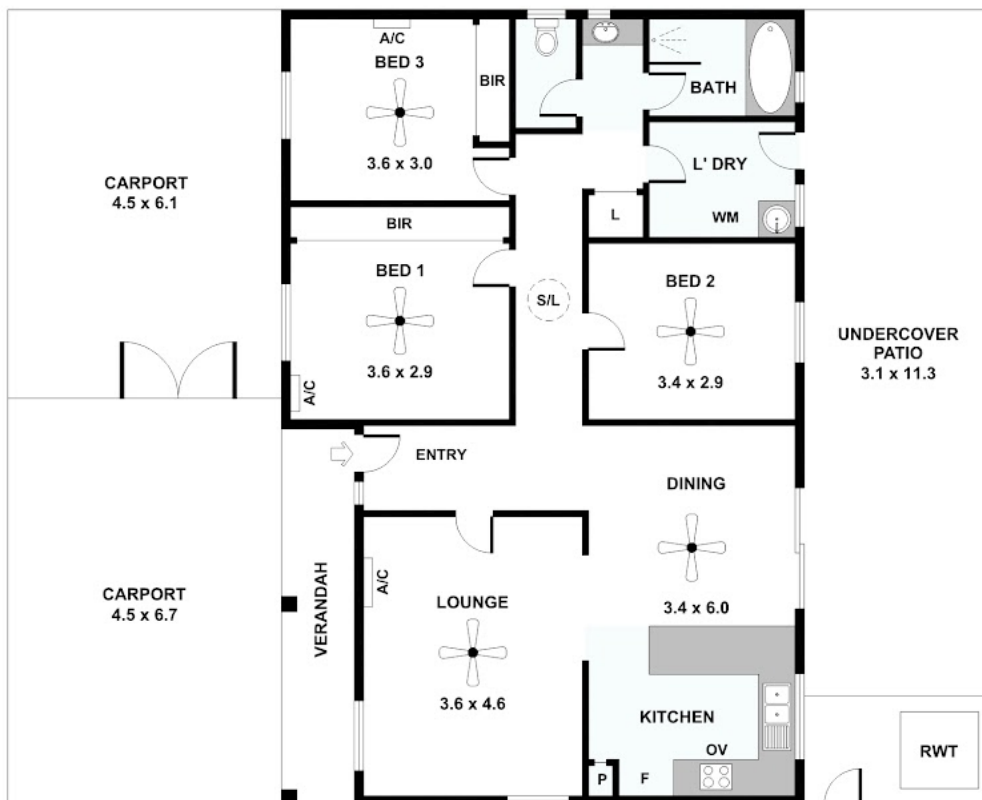 A/C
BED 3
BIR
3.6 x 3.0
BATH
CARPORT
4.5 x 6.1
L' DRY
WM
L
BIR
BED 1
3.6 x 2.9
A/C
S/L
BED 2
3.4 x 2.9
UNDERCOVER
PATIO
3.1 x 11.3
ENTRY
DINING
3.4 x 6.0
CARPORT
4.5 x 6.7
VERANDAH
A/C
LOUNGE
3.6 x 4.6
KITCHEN
OV
P
F
RWT